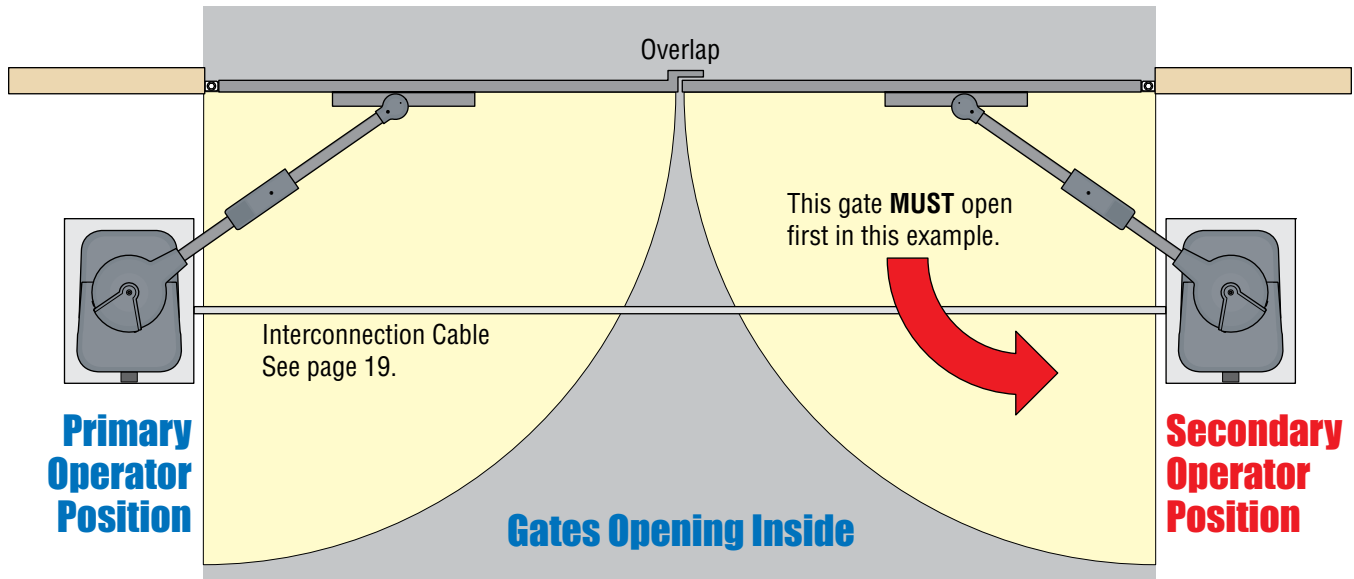 Overlap
This gate MUST open
first in this example.
Interconnection Cable
See page 19.
Primary
Operator
Position
Secondary
Operator
Position
Gates Opening Inside